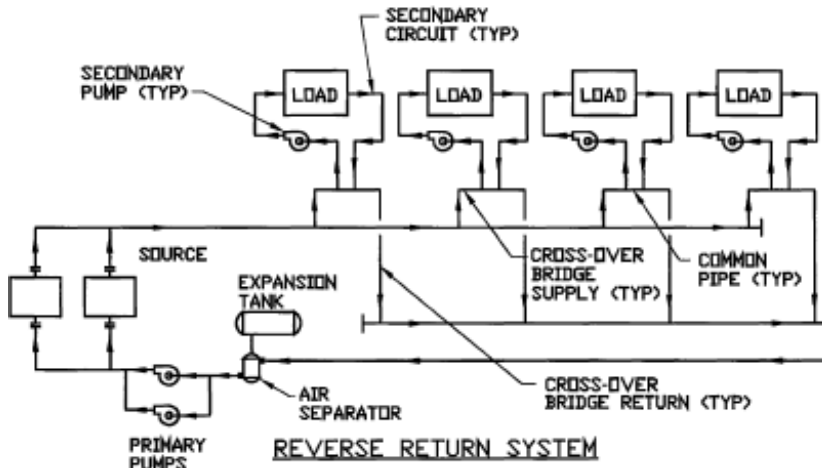 SECONDARY
CIRCUIT (TYP)
SECONDARY
PUMP (TYP)
LOAD
LOAD
LOAD
LOAD
SOURCE
EXPANSION
TANK
CROSS-OVER
BRIDGE
SUPPLY (TYP)
COMMON
PIPE (TYP)
AIR
SEPARATOR
CROSS-OVER
BRIDGE RETURN (TYP)
PRIMARY
PUMPS
REVERSE RETURN SYSTEM